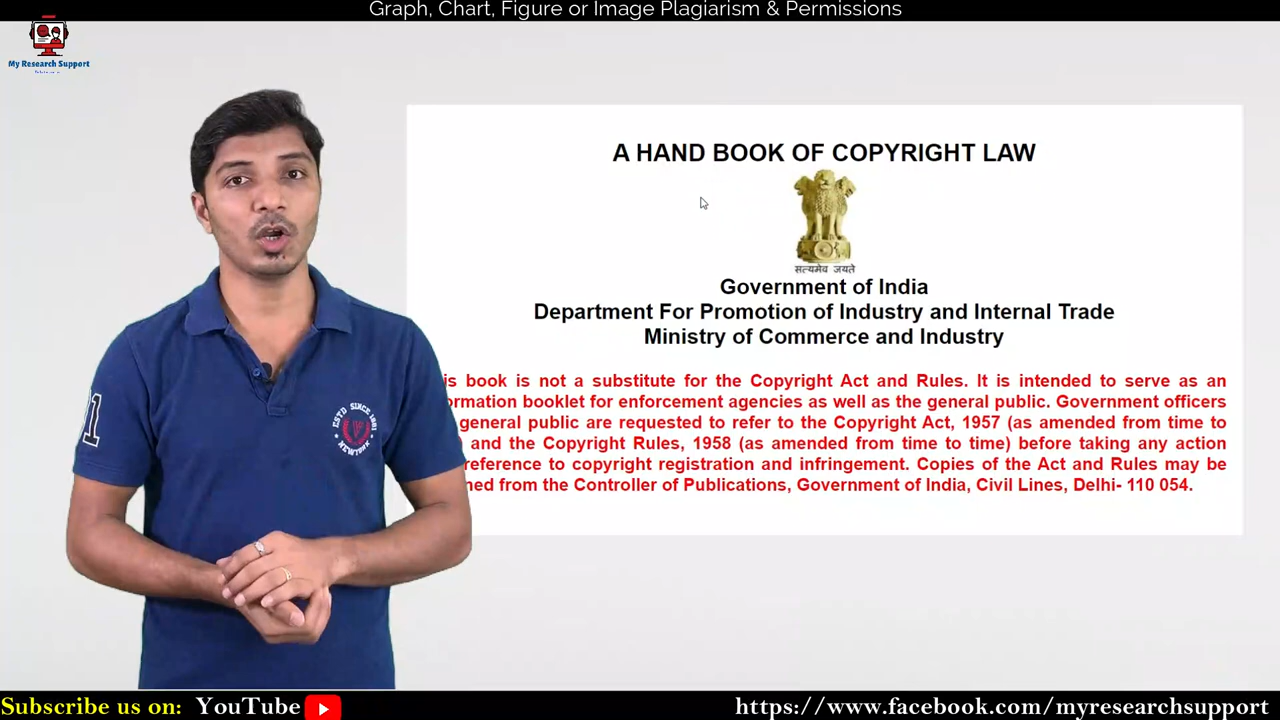 Graph, Chart, Figure or Image Plagiarism & Permissions
My Research Support
A HAND BOOK OF COPYRIGHT LAW
सत्यमेव जयते
Government of India
Department For Promotion of Industry and Internal Trade
Ministry of Commerce and Industry
is book is not a substitute for the Copyright Act and Rules. It is intended to serve as an
ormation booklet for enforcement agencies as well as the general public. Government officers
general public are requested to refer to the Copyright Act, 1957 (as amended from time to
) and the Copyright Rules, 1958 (as amended from time to time) before taking any action
reference to copyright registration and infringement. Copies of the Act and Rules may be
ned from the Controller of Publications, Government of India, Civil Lines, Delhi- 110 054.
1
ESTD SINCE 1981
NEWYORK
Subscribe us on: YouTube
https://www.facebook.com/myresearchsupport